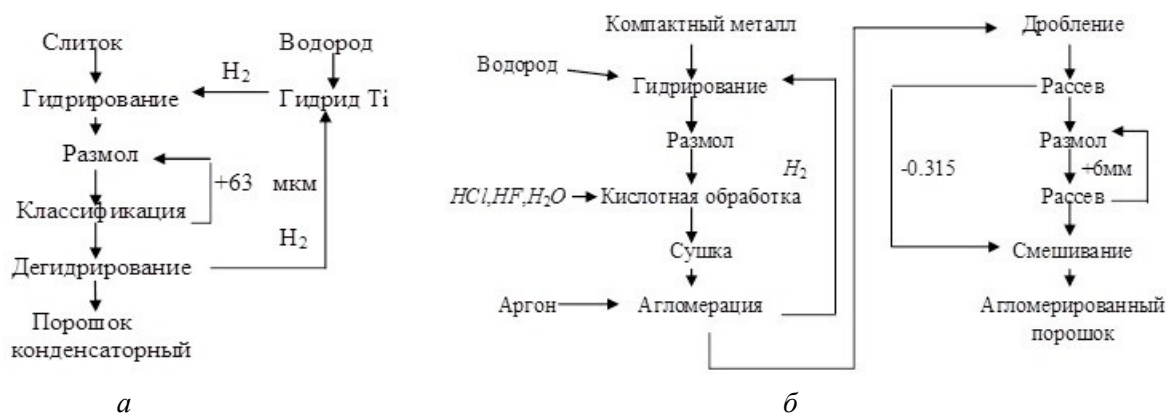 Слиток
Водород
H2
Гидрирование
Гидрид Ti
Размол
+63 мкм
Классификация
H2
Дегидрирование
Порошок
конденсаторный
а
Компактный металл
Водород
Гидрирование
Размол
H2
HCl,HF,H2O
Кислотная обработка
Сушка
Аргон
Агломерация
Дробление
Рассев
Размол
-0.315
+6мм
Рассев
Смешивание
Агломерированный
порошок
б